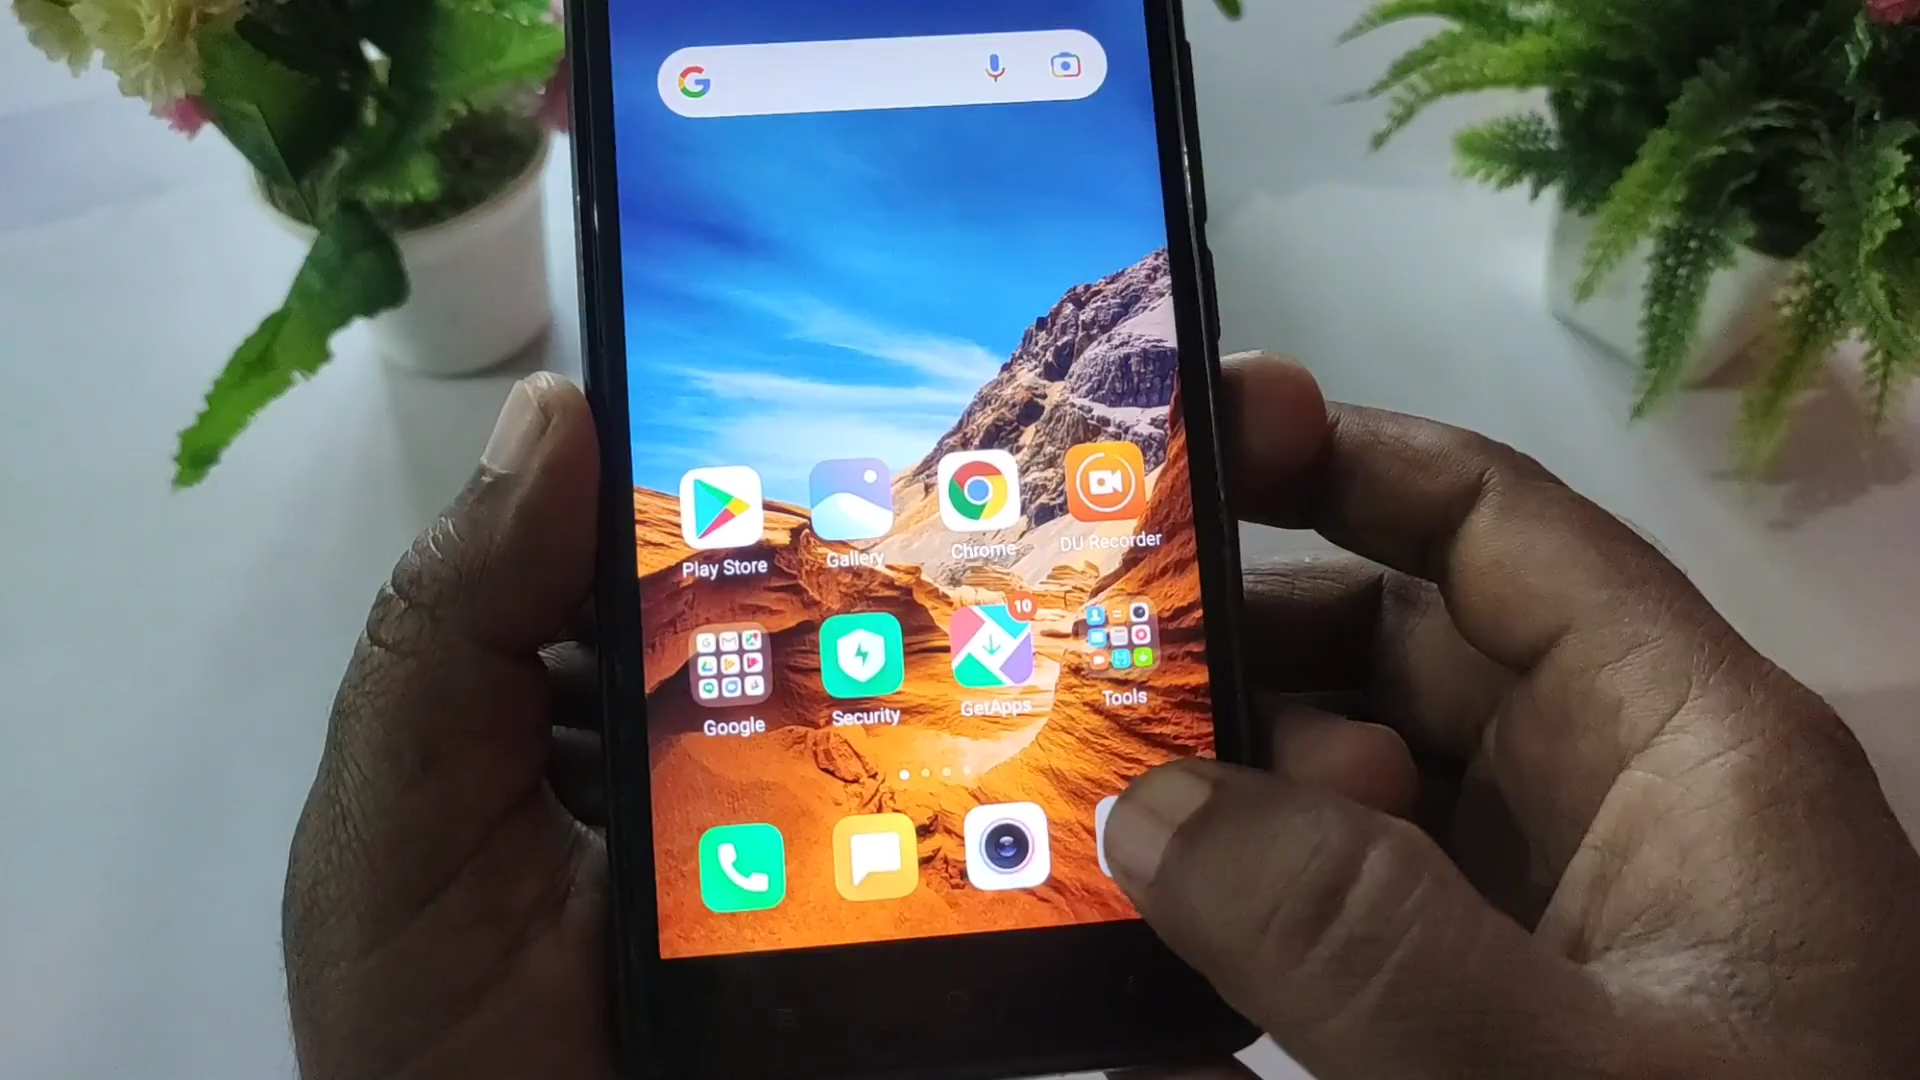 Play Store
Gallery
Chrome
DU Recorder
10
Google
Security
GetApps
Tools